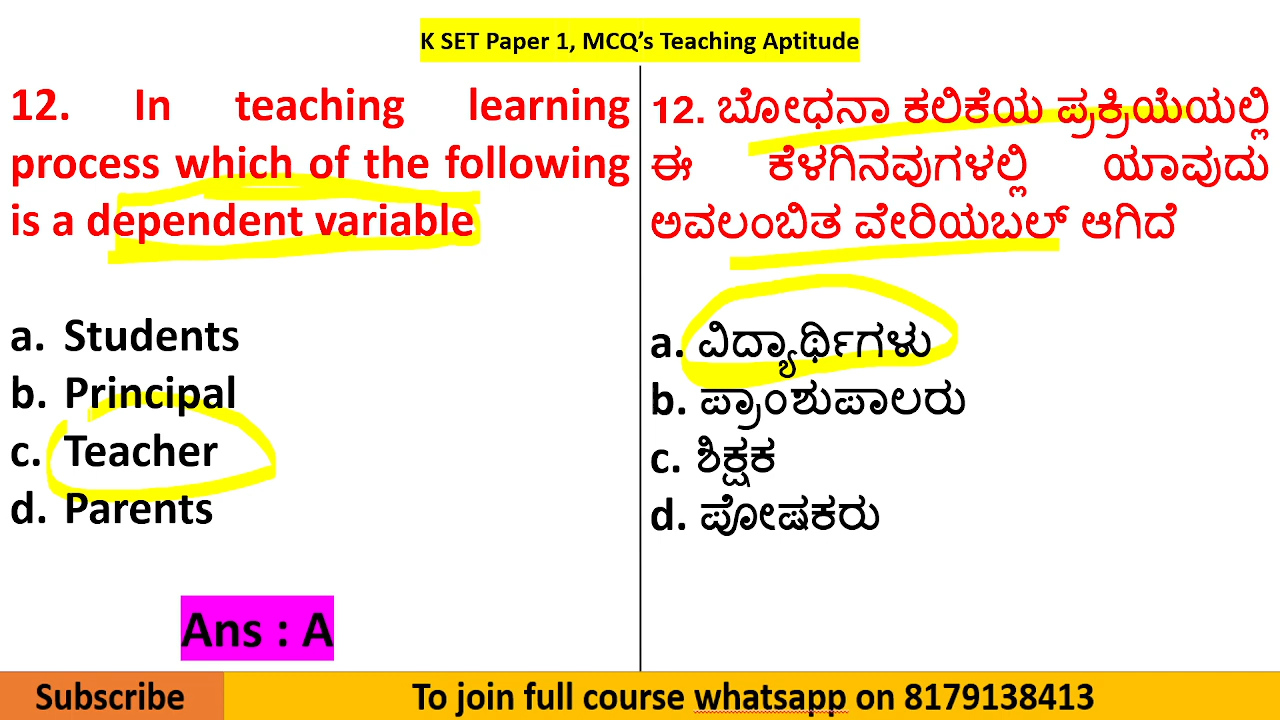 K SET Paper 1, MCQ's Teaching Aptitude
12. In teaching learning
process which of the following
is a dependent variable
a. Students
b. Principal
c. Teacher
d. Parents
Ans : A
12. ಬೋಧನಾ ಕಲಿಕೆಯ ಪ್ರಕ್ರಿಯೆಯಲ್ಲಿ
ಈ ಕೆಳಗಿನವುಗಳಲ್ಲಿ ಯಾವುದು
ಅವಲಂಬಿತ ವೇರಿಯಬಲ್ ಆಗಿದೆ
a. ವಿದ್ಯಾರ್ಥಿಗಳು
b. ಪ್ರಾಂಶುಪಾಲರು
c. ಶಿಕ್ಷಕ
d. ಪೋಷಕರು
Subscribe
To join full course whatsapp on 8179138413